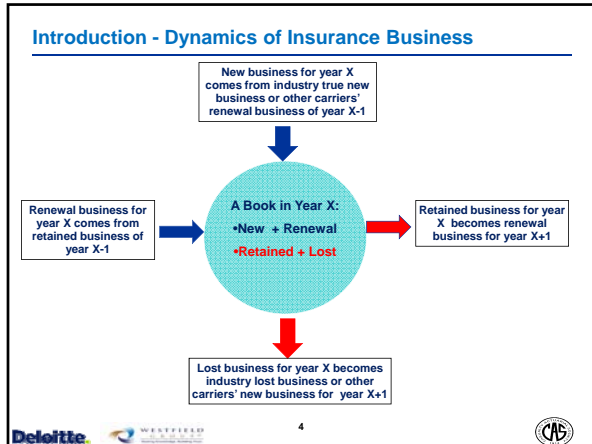 Introduction - Dynamics of Insurance Business
New business for year X
comes from industry true new
business or other carriers'
renewal business of year X-1
Renewal business for
year X comes from
retained business of
year X-1
A Book in Year X:
•New + Renewal
•Retained + Lost
Retained business for year
X becomes renewal
business for year X+1
Lost business for year X becomes
industry lost business or other
carriers' new business for year X+1
Deloitte.
WESTFIELD
GROUP
4
CAS